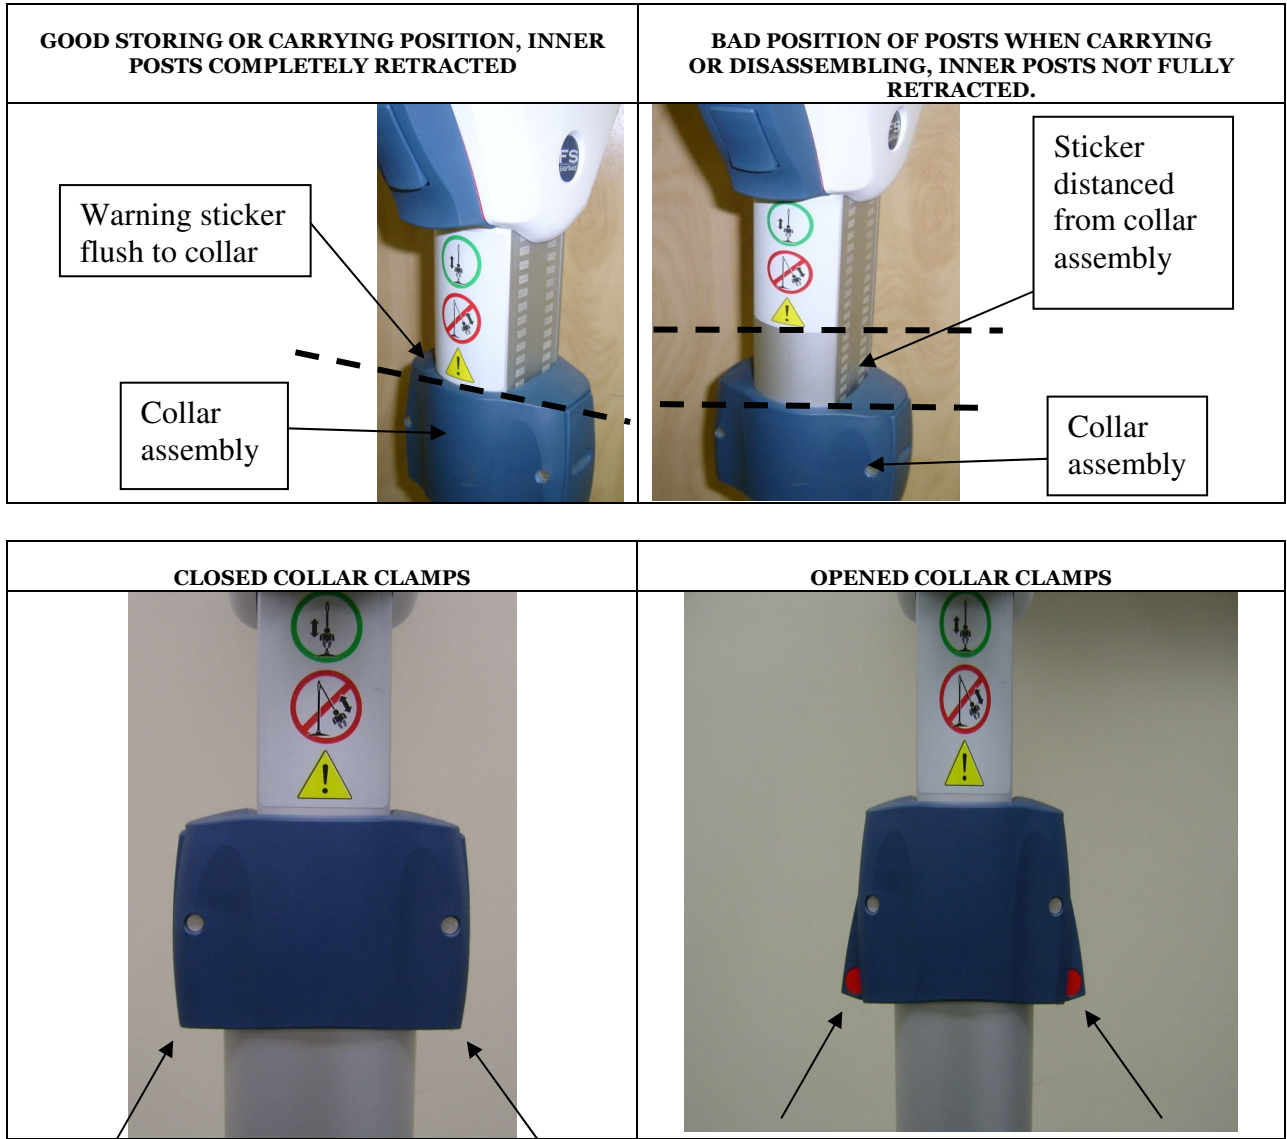 GOOD STORING OR CARRYING POSITION, INNER
POSTS COMPLETELY RETRACTED
BAD POSITION OF POSTS WHEN CARRYING
OR DISASSEMBLING, INNER POSTS NOT FULLY
RETRACTED.
Warning sticker
flush to collar
Collar
assembly
FS
Sticker
distanced
from collar
assembly
Collar
assembly
CLOSED COLLAR CLAMPS
OPENED COLLAR CLAMPS